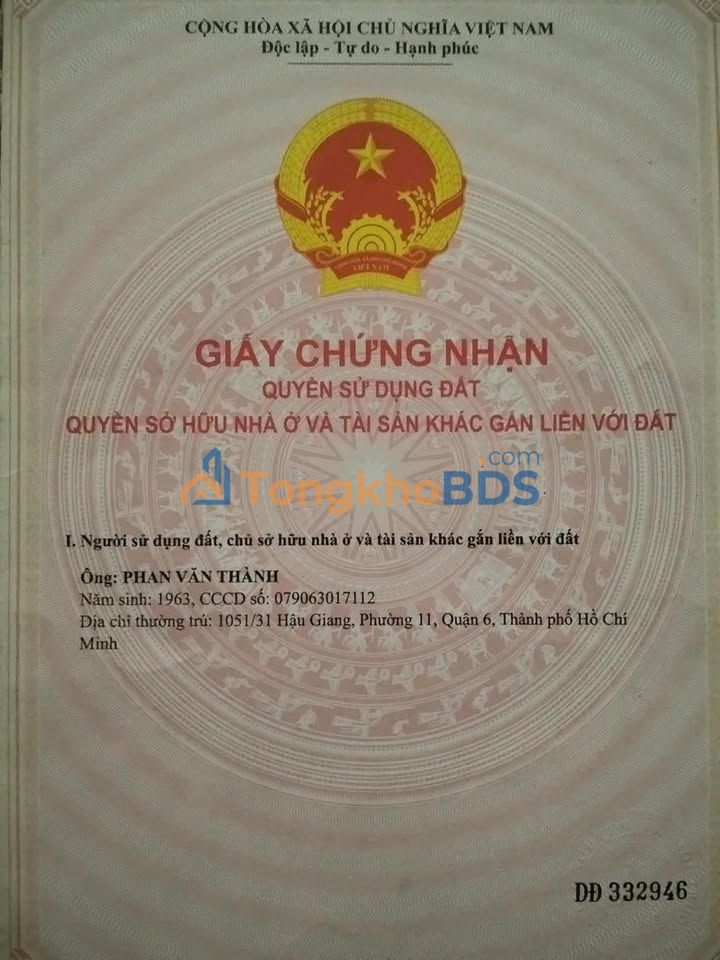 CỘNG HÒA XÃ HỘI CHỦ NGHĨA VIỆT NAM
Độc lập - Tự do - Hạnh phúc
VIỆT NAM
GIẤY CHỨNG NHẬN
QUYỀN SỬ DỤNG ĐẤT
QUYỀN SỞ HỮU NHÀ Ở VÀ TÀI SẢN KHÁC GẮN LIỀN VỚI ĐẤT
TongkhoBDS.com
I. Người sử dụng đất, chủ sở hữu nhà ở và tài sản khác gắn liền với đất
Ông: PHAN VĂN THÀNH
Năm sinh: 1963, CCCD số: 079063017112
Địa chỉ thường trú: 1051/31 Hậu Giang, Phường 11, Quận 6, Thành phố Hồ Chí
Minh
DĐ 332946